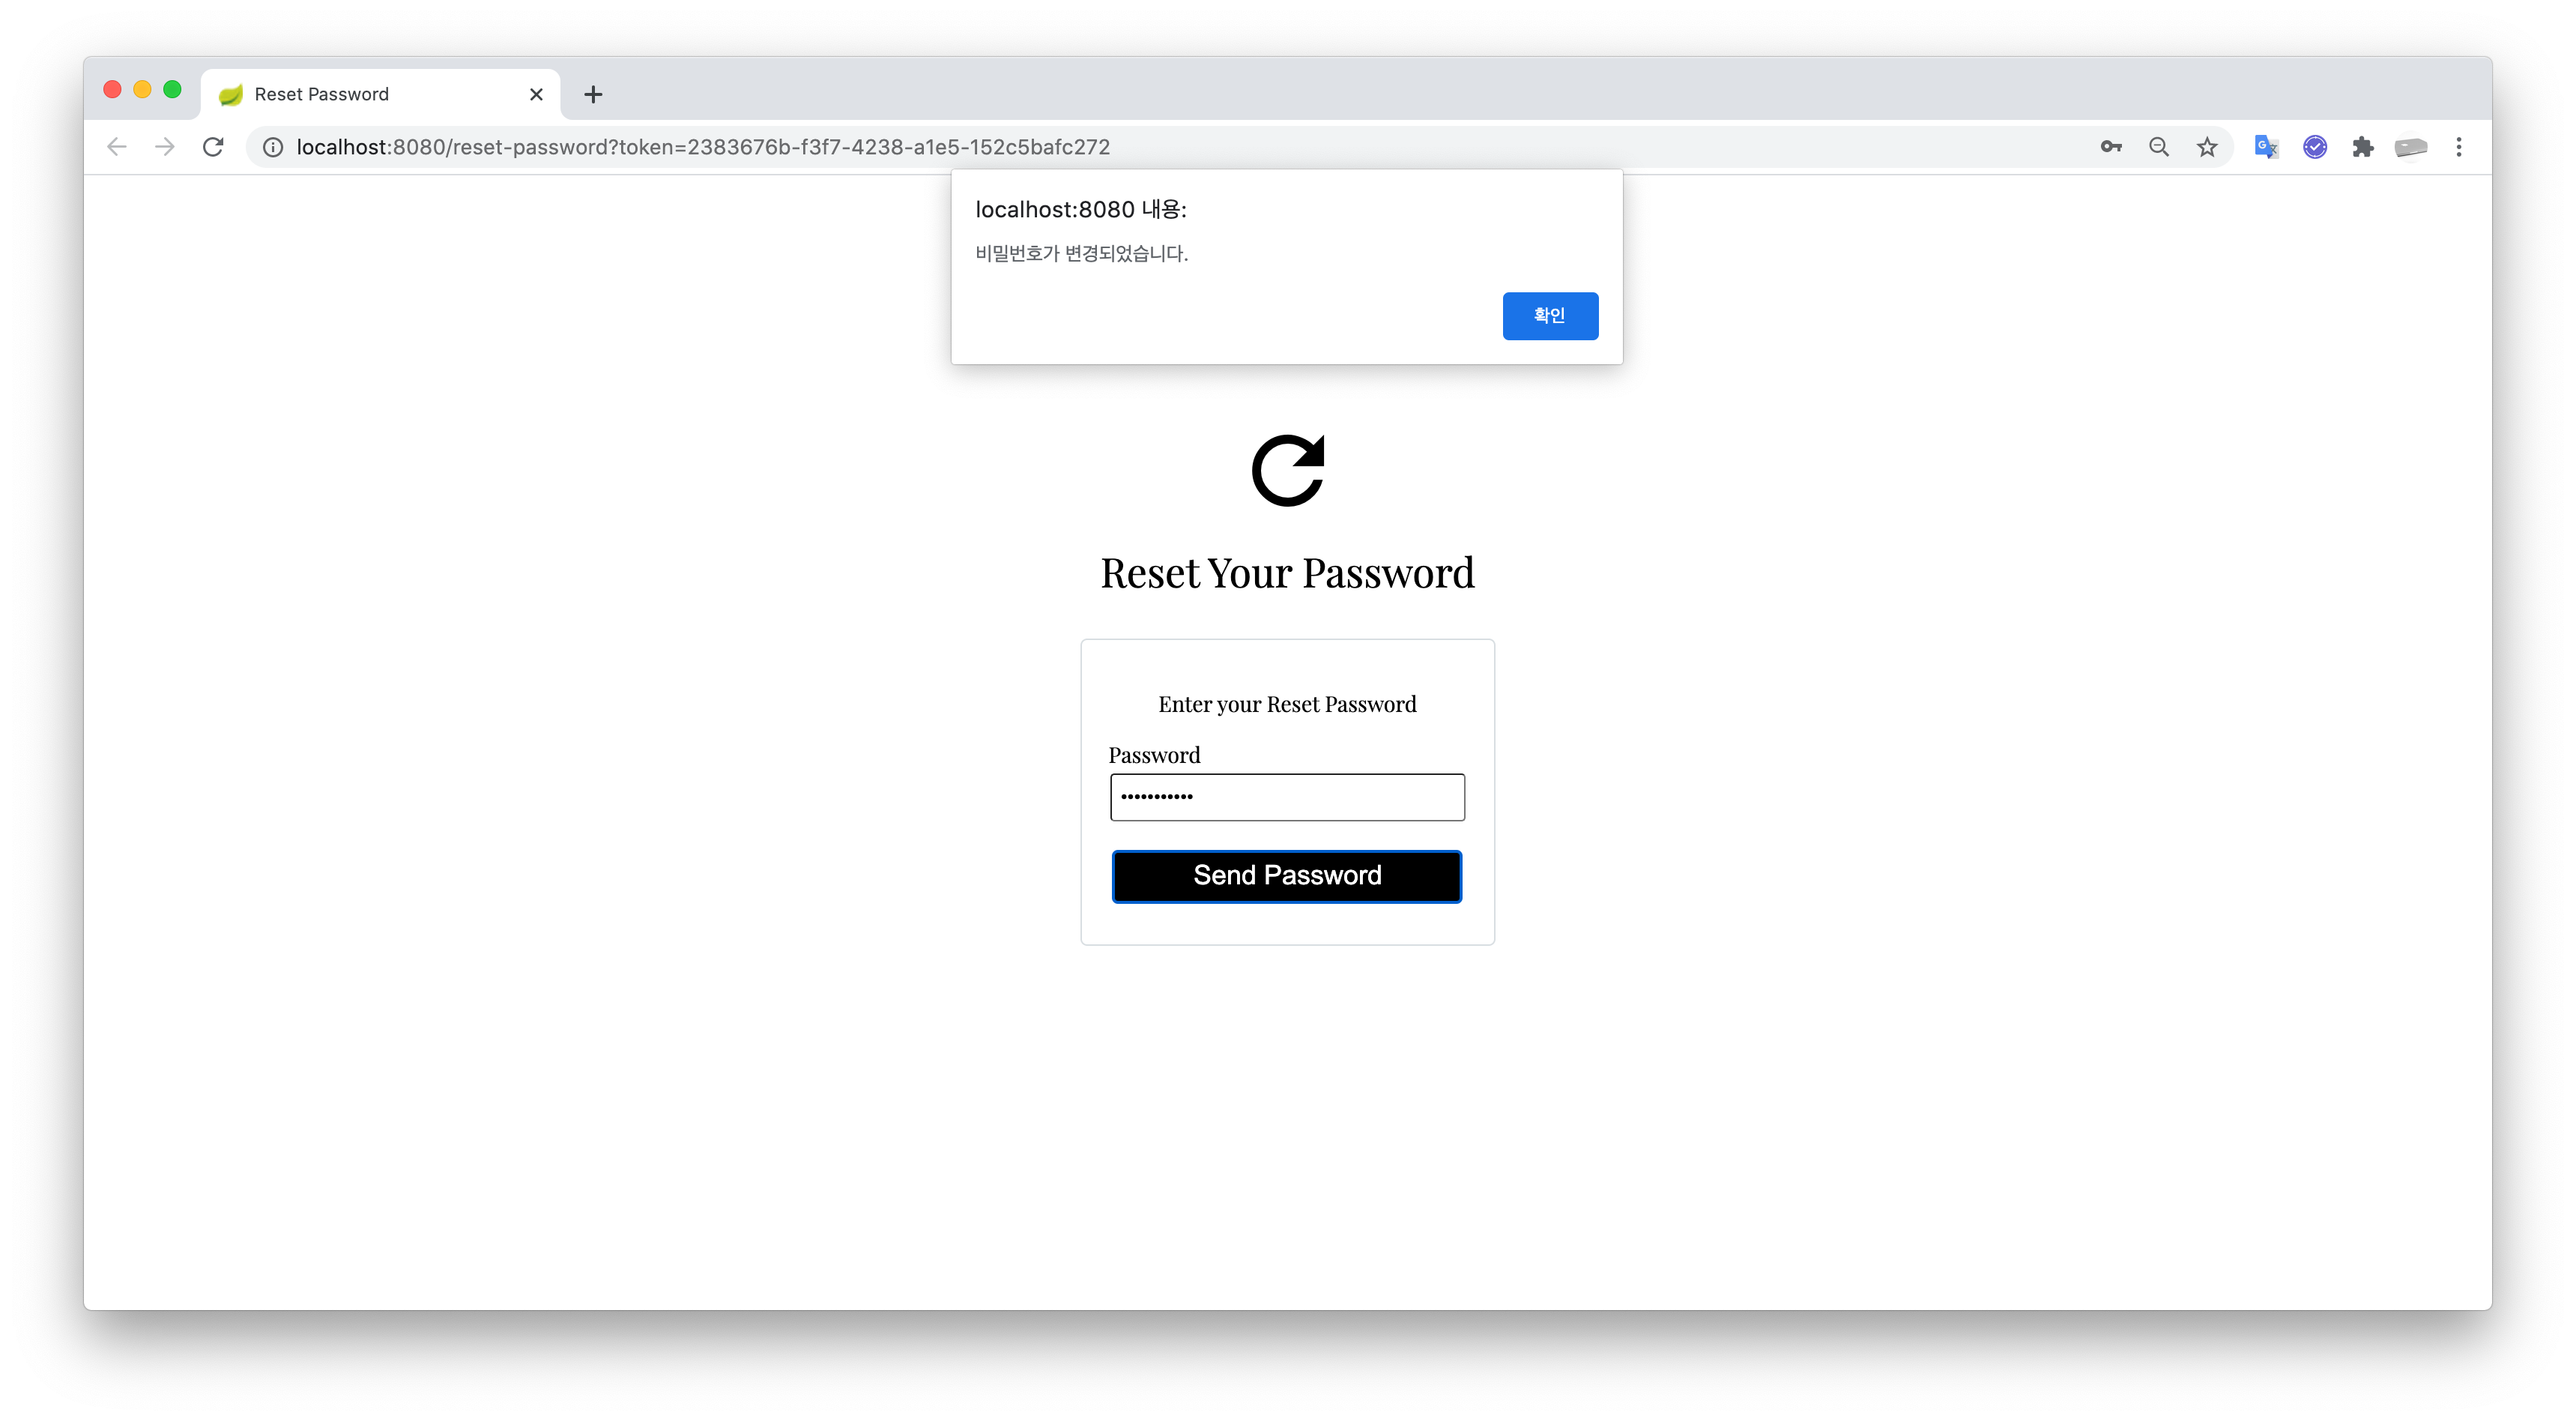 Reset Password
localhost:8080/reset-password?token=2383676b-f3f7-4238-a1e5-152c5bafc272
localhost:8080 내용:
비밀번호가 변경되었습니다.
확인
Reset Your Password
Enter your Reset Password
Password
•••••••••••
Send Password